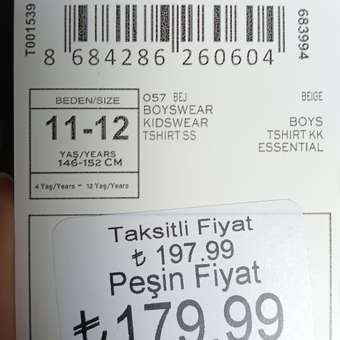 T001539
683994
8 684286 260604
BEDEN/SIZE
11-12
YAŞ/YEARS
146-152 CM
4 Yaş/Years - 12 Yaş/Years
057 BEJ
BOYSWEAR
KIDSWEAR
TSHIRT SS
BEIGE
BOYS
TSHIRT KK
ESSENTIAL
Taksitli Fiyat
₺ 197.99
Peşin Fiyat
₺179.99